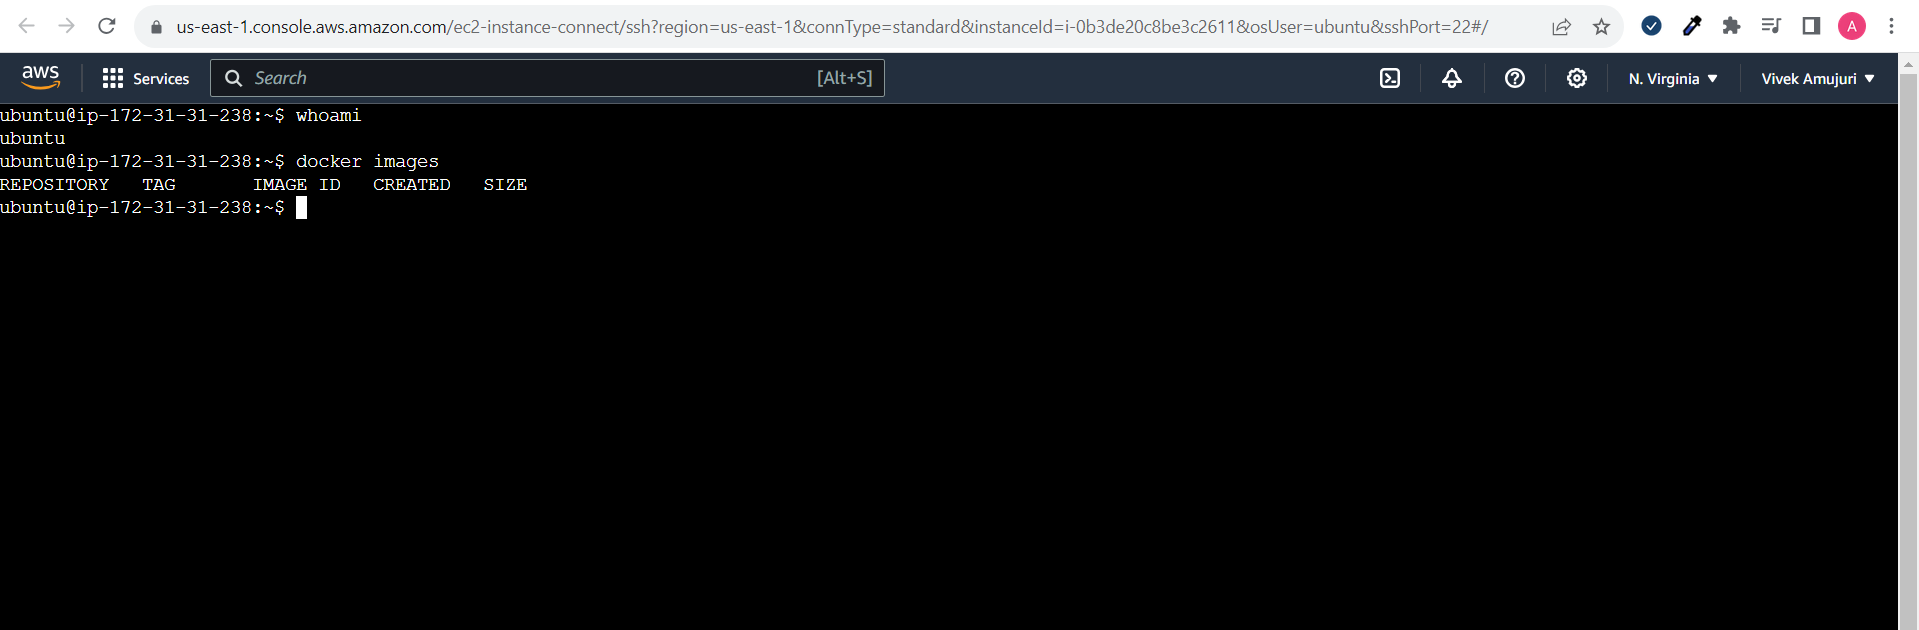 us-east-1.console.aws.amazon.com/ec2-instance-connect/ssh?region=us-east-1&connType=standard&instanceId=i-0b3de20c8be3c2611&osUser=ubuntu&sshPort=22#/ A
aws Services Search [Alt+S] N. Virginia Vivek Amujuri
ubuntu@ip-172-31-31-238:~$ whoami
ubuntu
ubuntu@ip-172-31-31-238:~$ docker images
REPOSITORY TAG IMAGE ID CREATED SIZE
ubuntu@ip-172-31-31-238:~$